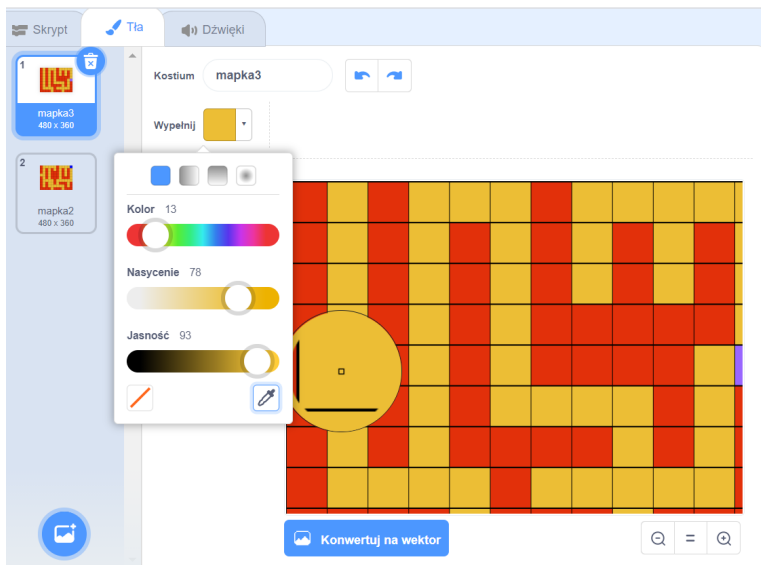 Skrypt
Tła
Dźwięki
1
mapka3
480 x 360
2
mapka2
480 x 360
Kostium
mapka3
Wypełnij
Kolor 13
Nasycenie 78
Jasność 93
Konwertuj na wektor